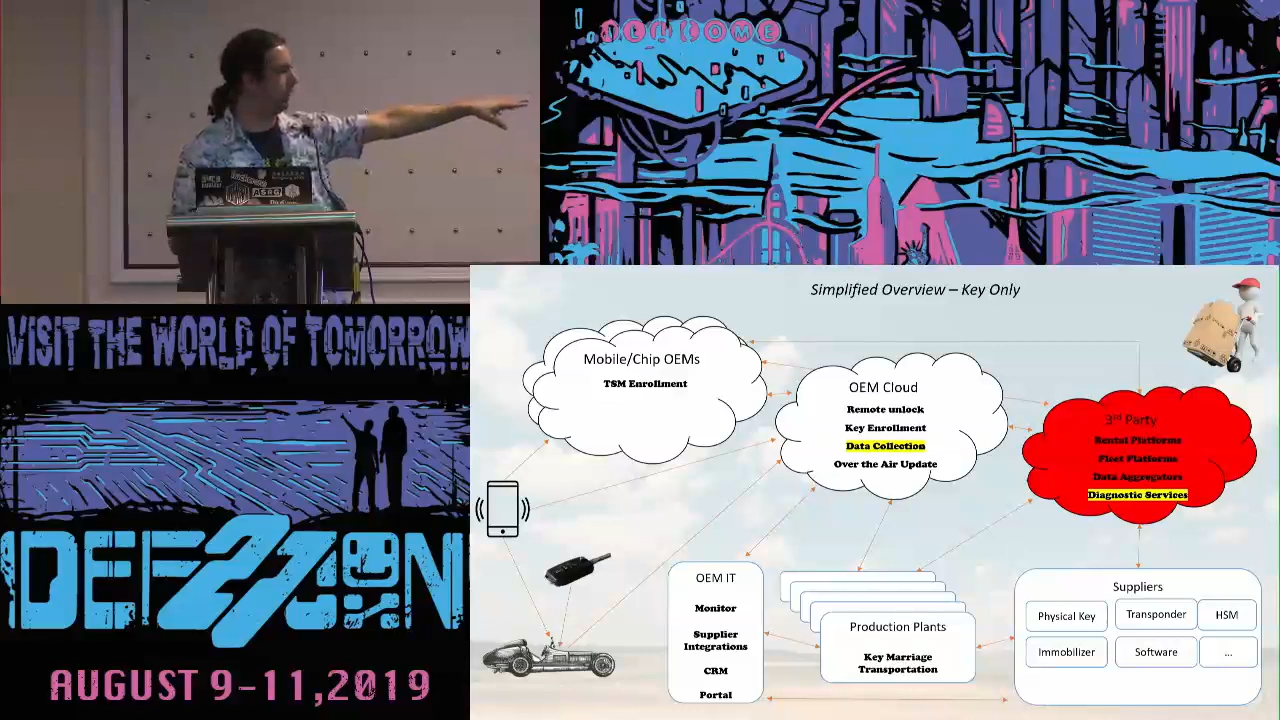 WELCOME
ASRG
VISIT THE WORLD OF TOMORROW
DEF27CON
AUGUST 9-11,2019
Simplified Overview – Key Only
Mobile/Chip OEMs
TSM Enrollment
OEM Cloud
Remote unlock
Key Enrollment
Data Collection
Over the Air Update
3rd Party
Rental Platforms
Fleet Platforms
Data Aggregators
Diagnostic Services
OEM IT
Monitor
Supplier
Integrations
CRM
Portal
Production Plants
Key Marriage
Transportation
Suppliers
Physical Key
Transponder
HSM
Immobilizer
Software
...